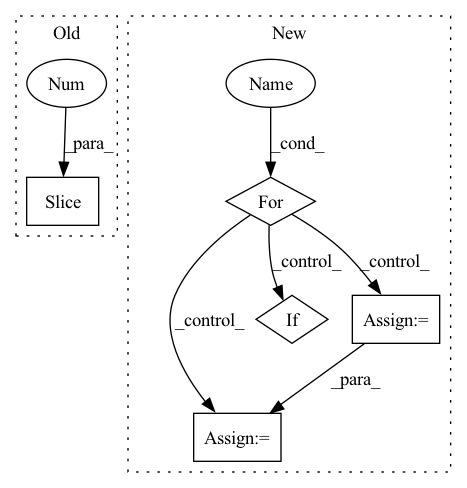 Old
New
Num
Name
_para_
_cond_
Slice
For
_control_
_control_
_control_
If
Assign:=
_para_
Assign:=